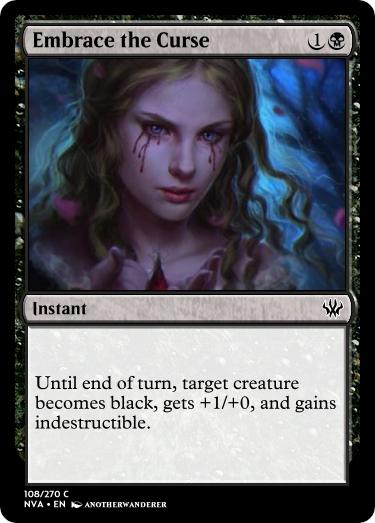 Embrace the Curse 1
Instant
Until end of turn, target creature
becomes black, gets +1/+0, and gains
indestructible.
108/270 C
NVA • EN ANOTHERWANDERER